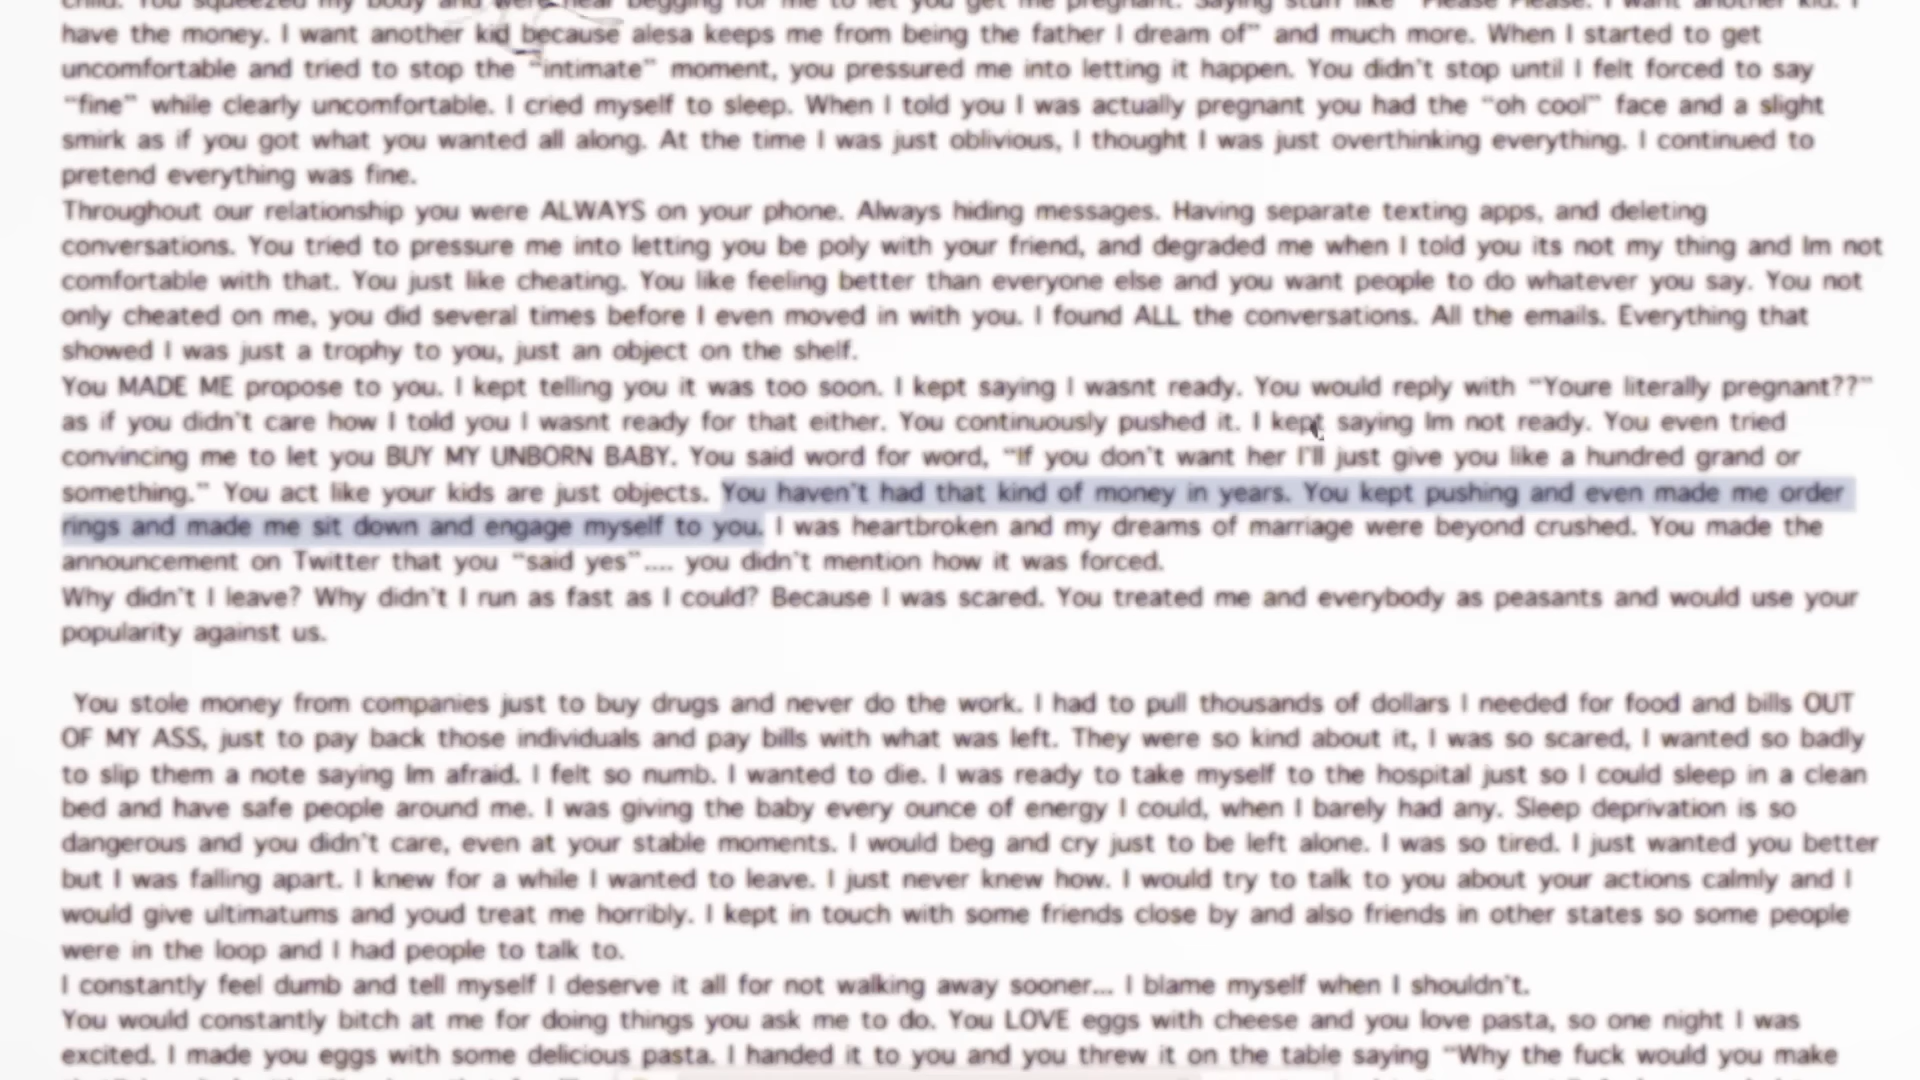 child. You squeezed my body and were near begging for me to let you get me pregnant. Saying stuff like "Please Please. I want another kid. I
have the money. I want another kid because alesa keeps me from being the father I dream of" and much more. When I started to get
uncomfortable and tried to stop the "intimate" moment, you pressured me into letting it happen. You didn't stop until I felt forced to say
"fine" while clearly uncomfortable. I cried myself to sleep. When I told you I was actually pregnant you had the "oh cool" face and a slight
smirk as if you got what you wanted all along. At the time I was just oblivious, I thought I was just overthinking everything. I continued to
pretend everything was fine.
Throughout our relationship you were ALWAYS on your phone. Always hiding messages. Having separate texting apps, and deleting
conversations. You tried to pressure me into letting you be poly with your friend, and degraded me when I told you its not my thing and Im not
comfortable with that. You just like cheating. You like feeling better than everyone else and you want people to do whatever you say. You not
only cheated on me, you did several times before I even moved in with you. I found ALL the conversations. All the emails. Everything that
showed I was just a trophy to you, just an object on the shelf.
You MADE ME propose to you. I kept telling you it was too soon. I kept saying I wasnt ready. You would reply with "Youre literally pregnant??"
as if you didn't care how I told you I wasnt ready for that either. You continuously pushed it. I kept saying Im not ready. You even tried
convincing me to let you BUY MY UNBORN BABY. You said word for word, "If you don't want her I'll just give you like a hundred grand or
something." You act like your kids are just objects. You haven't had that kind of money in years. You kept pushing and even made me order
rings and made me sit down and engage myself to you. I was heartbroken and my dreams of marriage were beyond crushed. You made the
announcement on Twitter that you "said yes".... you didn't mention how it was forced.
Why didn't I leave? Why didn't I run as fast as I could? Because I was scared. You treated me and everybody as peasants and would use your
popularity against us.
You stole money from companies just to buy drugs and never do the work. I had to pull thousands of dollars I needed for food and bills OUT
OF MY ASS, just to pay back those individuals and pay bills with what was left. They were so kind about it, I was so scared, I wanted so badly
to slip them a note saying Im afraid. I felt so numb. I wanted to die. I was ready to take myself to the hospital just so I could sleep in a clean
bed and have safe people around me. I was giving the baby every ounce of energy I could, when I barely had any. Sleep deprivation is so
dangerous and you didn't care, even at your stable moments. I would beg and cry just to be left alone. I was so tired. I just wanted you better
but I was falling apart. I knew for a while I wanted to leave. I just never knew how. I would try to talk to you about your actions calmly and I
would give ultimatums and youd treat me horribly. I kept in touch with some friends close by and also friends in other states so some people
were in the loop and I had people to talk to.
I constantly feel dumb and tell myself I deserve it all for not walking away sooner... I blame myself when I shouldn't.
You would constantly bitch at me for doing things you ask me to do. You LOVE eggs with cheese and you love pasta, so one night I was
excited. I made you eggs with some delicious pasta. I handed it to you and you threw it on the table saying "Why the fuck would you make